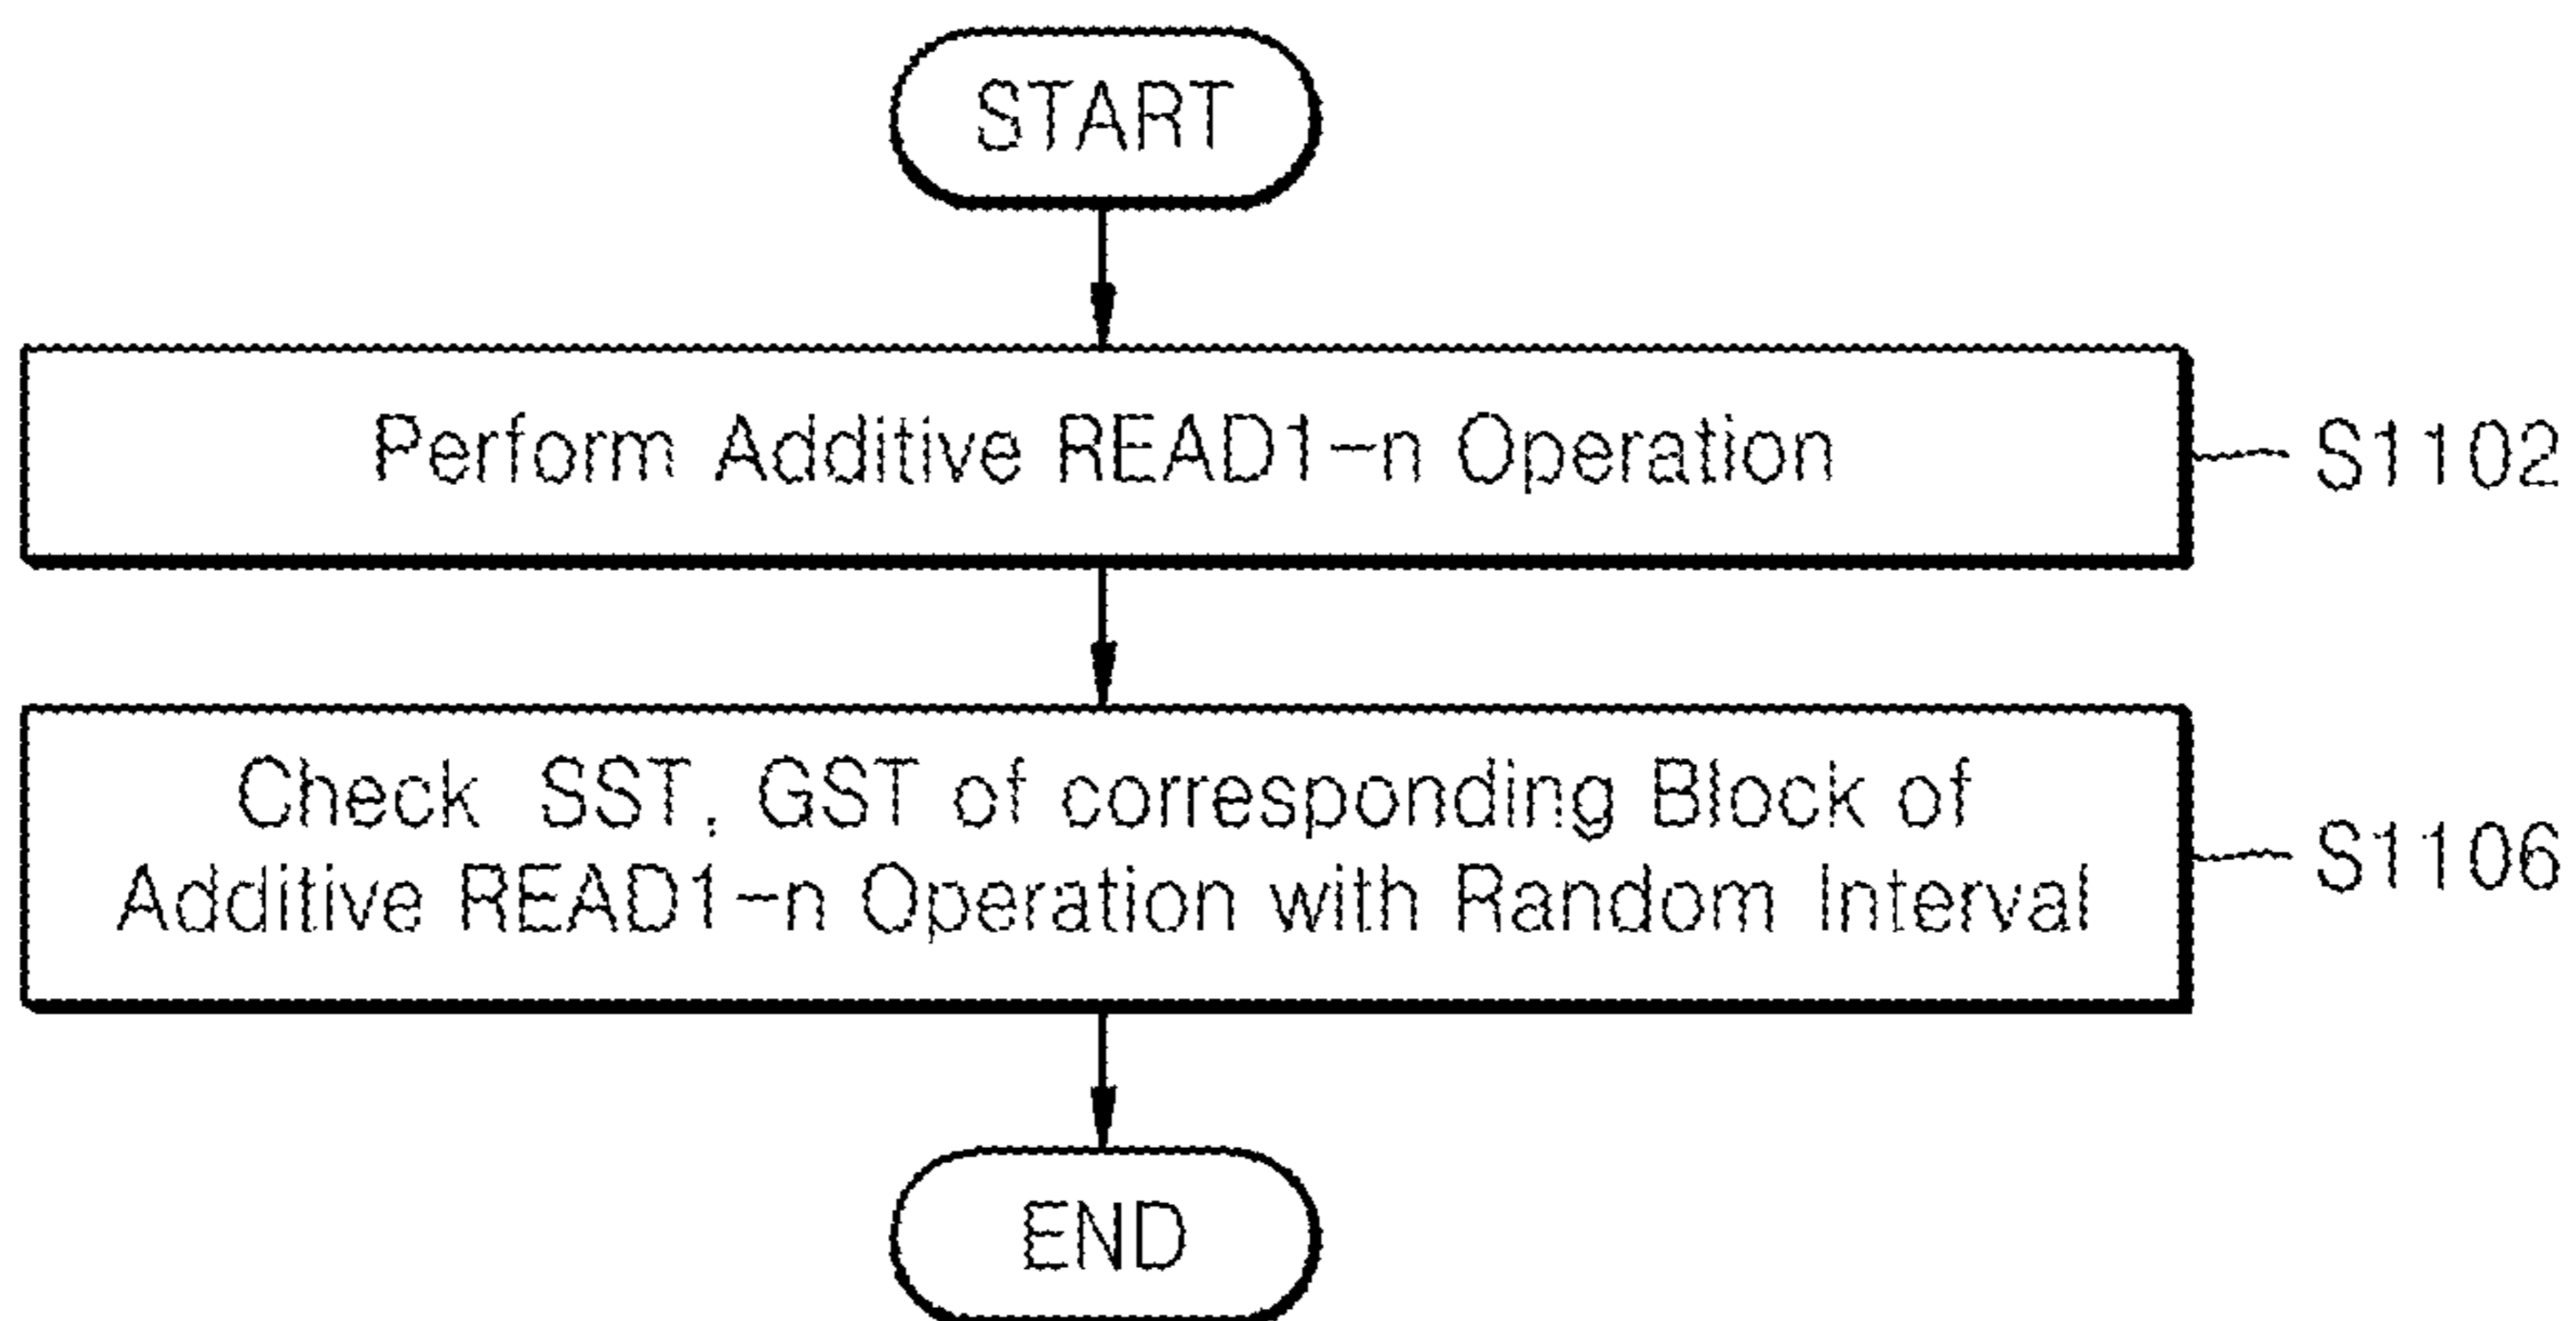 START
Perform Additive READ1-n Operation
S1102
Check SST, GST of corresponding Block of
Additive READ1-n Operation with Random Interval
S1106
END